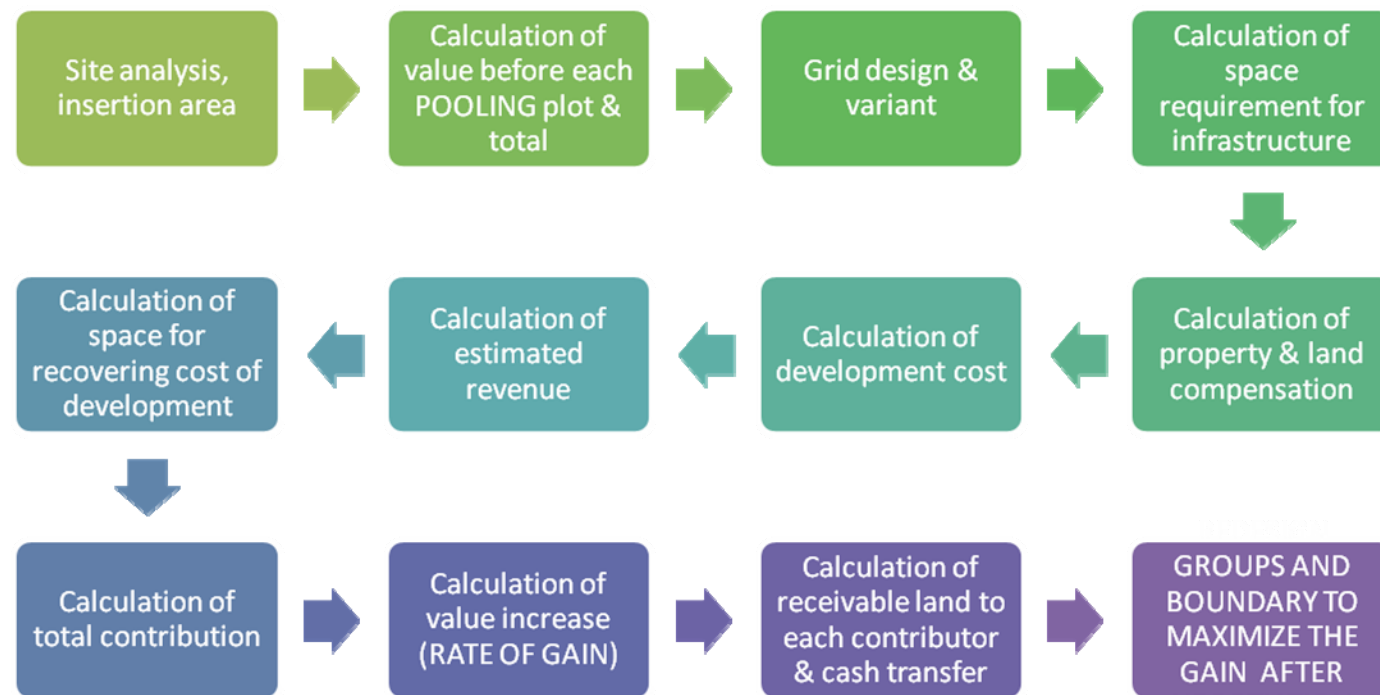 Site analysis,
insertion area
Calculation of
value before each
POOLING plot &
total
Grid design &
variant
Calculation of
space
requirement for
infrastructure
Calculation of
property & land
compensation
Calculation of
development cost
Calculation of
estimated
revenue
Calculation of
space for
recovering cost of
development
Calculation of
total contribution
Calculation of
value increase
(RATE OF GAIN)
Calculation of
receivable land to
each contributor
& cash transfer
GROUPS AND
BOUNDARY TO
MAXIMIZE THE
GAIN AFTER